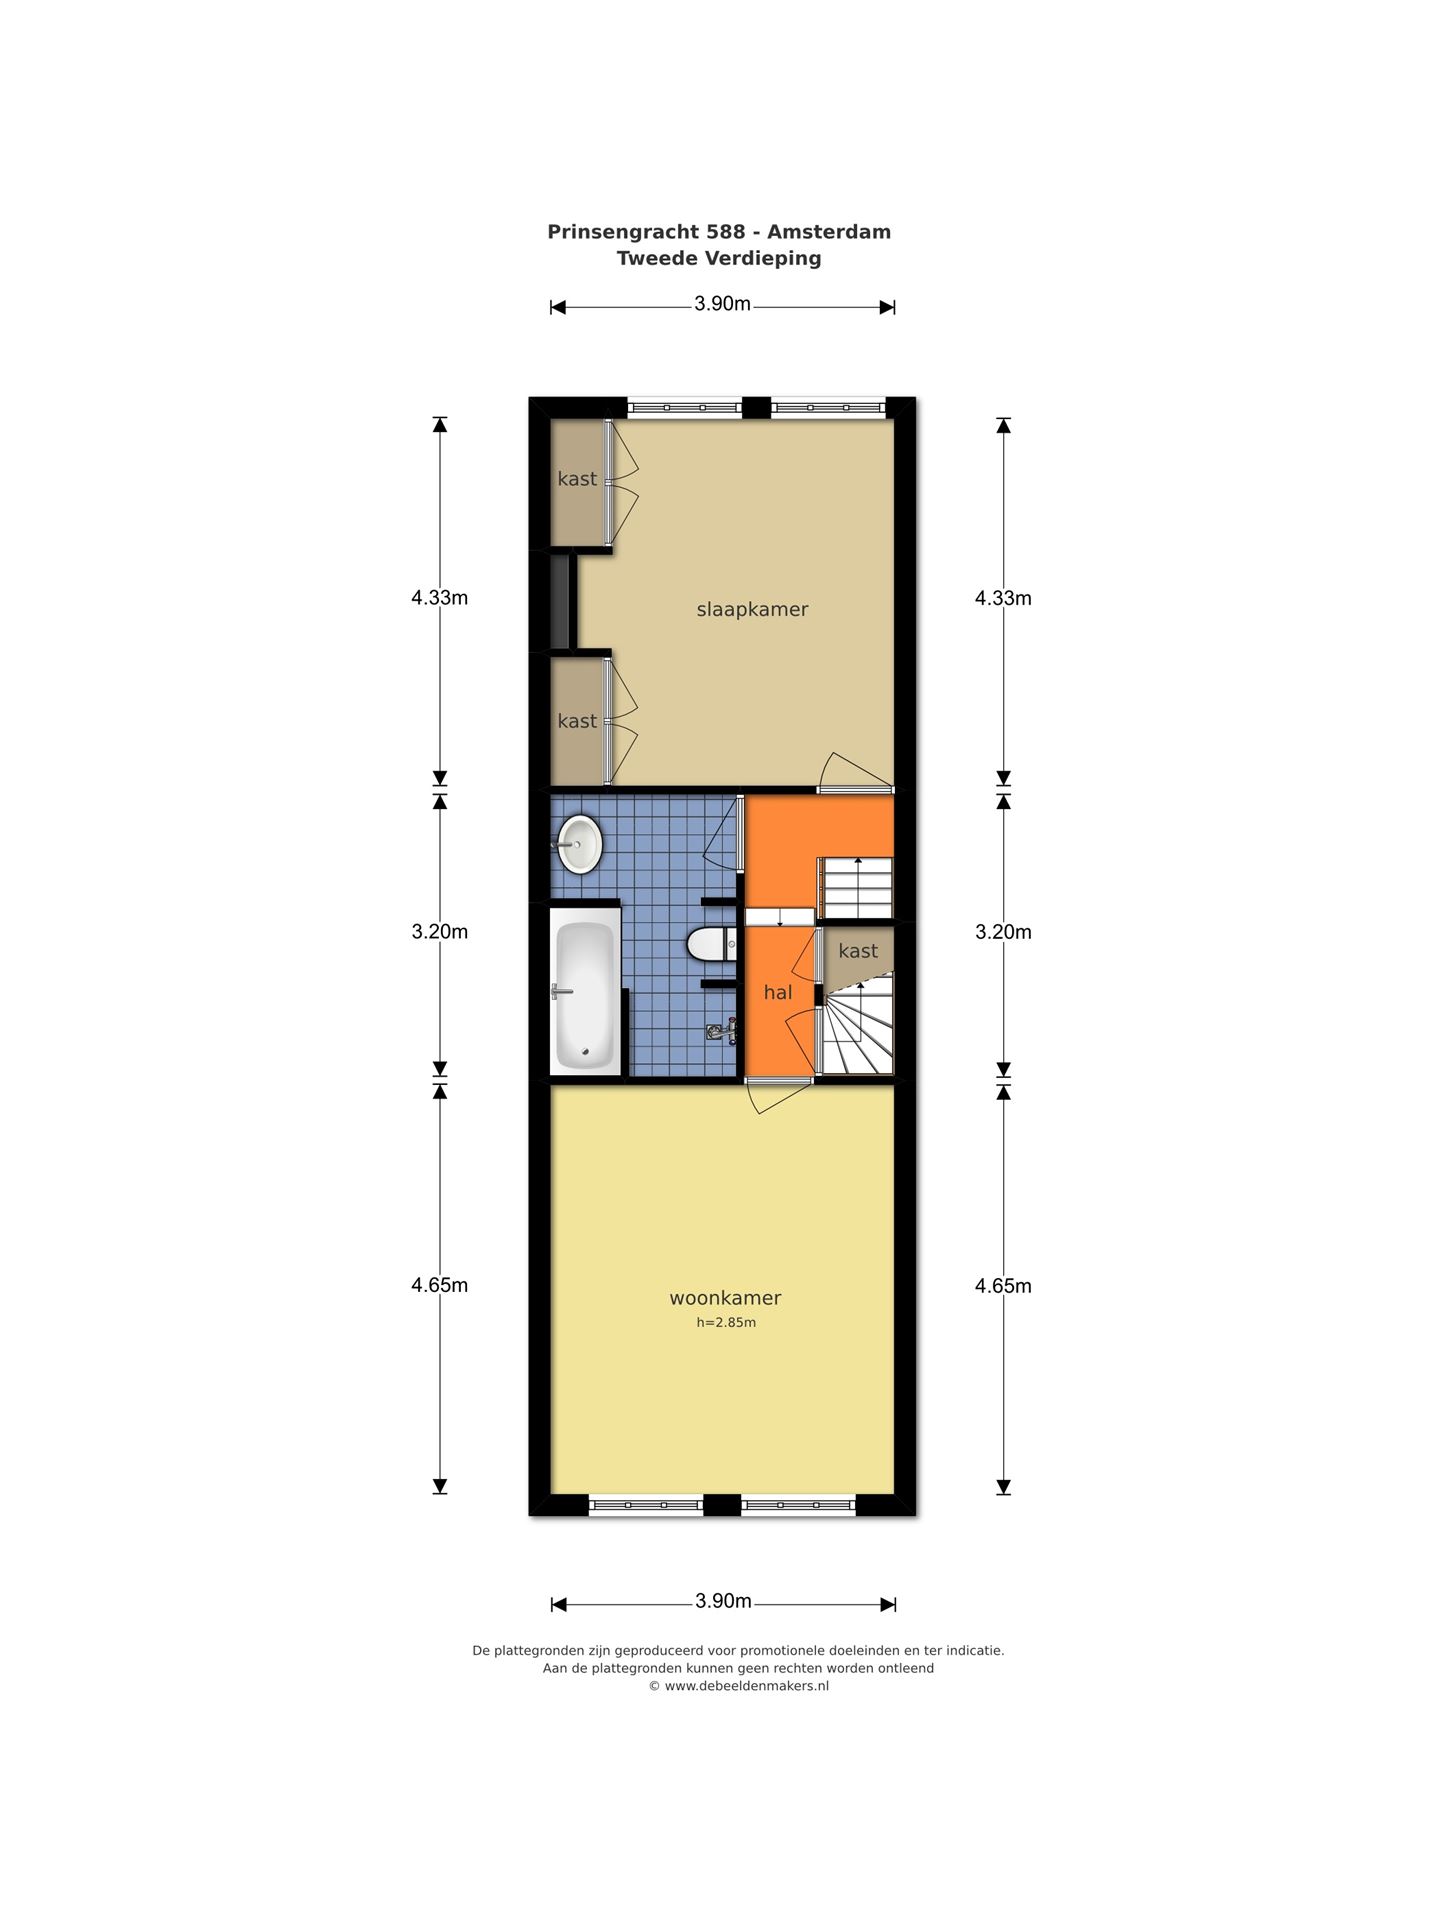 Prinsengracht 588 - Amsterdam
Tweede Verdieping
3.90m
kast
4.33m
4.33m
slaapkamer
kast
3.20m
3.20m
kast
hal
4.65m
4.65m
woonkamer
h=2.85m
3.90m
De plattegronden zijn geproduceerd voor promotionele doeleinden en ter indicatie.
Aan de plattegronden kunnen geen rechten worden ontleend
© www.debeeldenmakers.nl